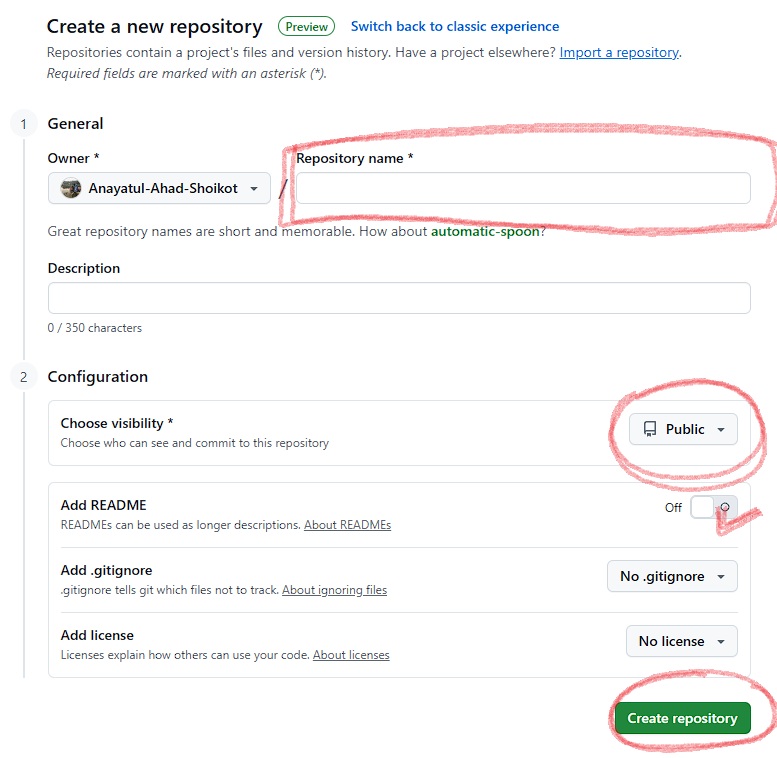 Create a new repository Preview Switch back to classic experience
Repositories contain a project's files and version history. Have a project elsewhere? Import a repository.
Required fields are marked with an asterisk (*).
1 General
Owner * Repository name *
Anayatul-Ahad-Shoikot /
Great repository names are short and memorable. How about automatic-spoon?
Description
0 / 350 characters
2 Configuration
Choose visibility *
Choose who can see and commit to this repository
Public
Add README
READMEs can be used as longer descriptions. About READMEs
Off
Add .gitignore
.gitignore tells git which files not to track. About ignoring files
No .gitignore
Add license
Licenses explain how others can use your code. About licenses
No license
Create repository